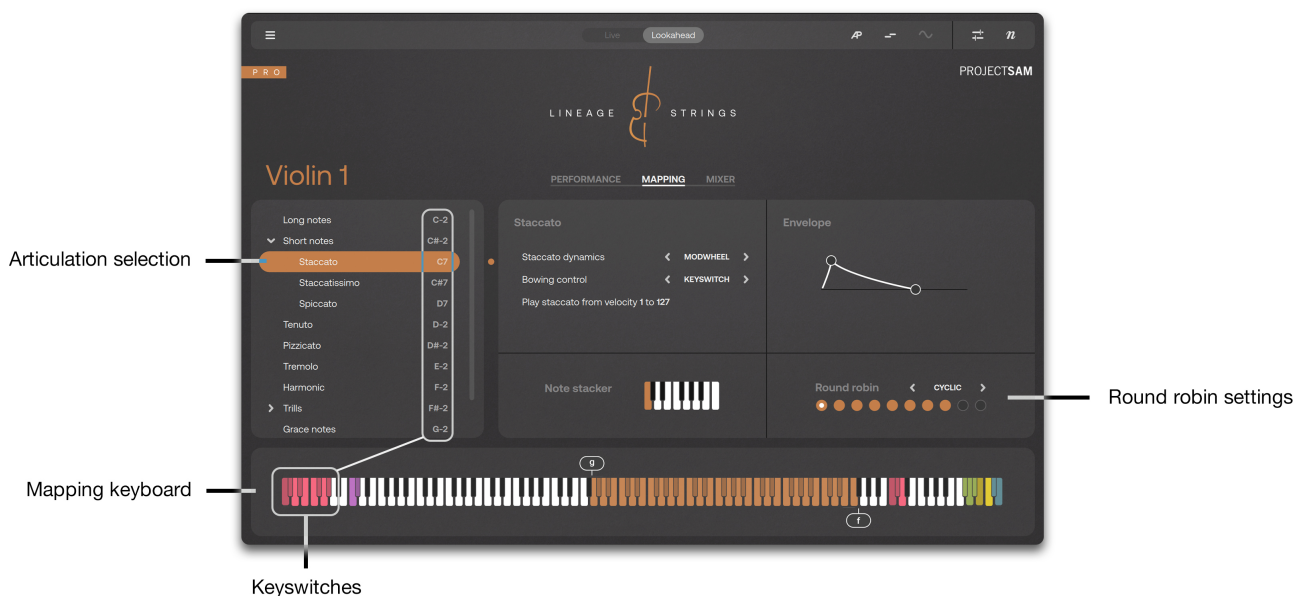 Live Lookahead
PRO
PROJECTSAM
LINEAGE STRINGS
Violin 1
PERFORMANCE MAPPING MIXER
Long notes C-2
Short notes C#-2
Staccato C7
Staccatissimo C#7
Spiccato D7
Tenuto D-2
Pizzicato D#-2
Tremolo E-2
Harmonic F-2
Trills F#-2
Grace notes G-2
Staccato
Staccato dynamics MODWHEEL
Bowing control KEYSWITCH
Play staccato from velocity 1 to 127
Envelope
Note stacker
Round robin CYCLIC
g
f
Articulation selection
Round robin settings
Mapping keyboard
Keyswitches